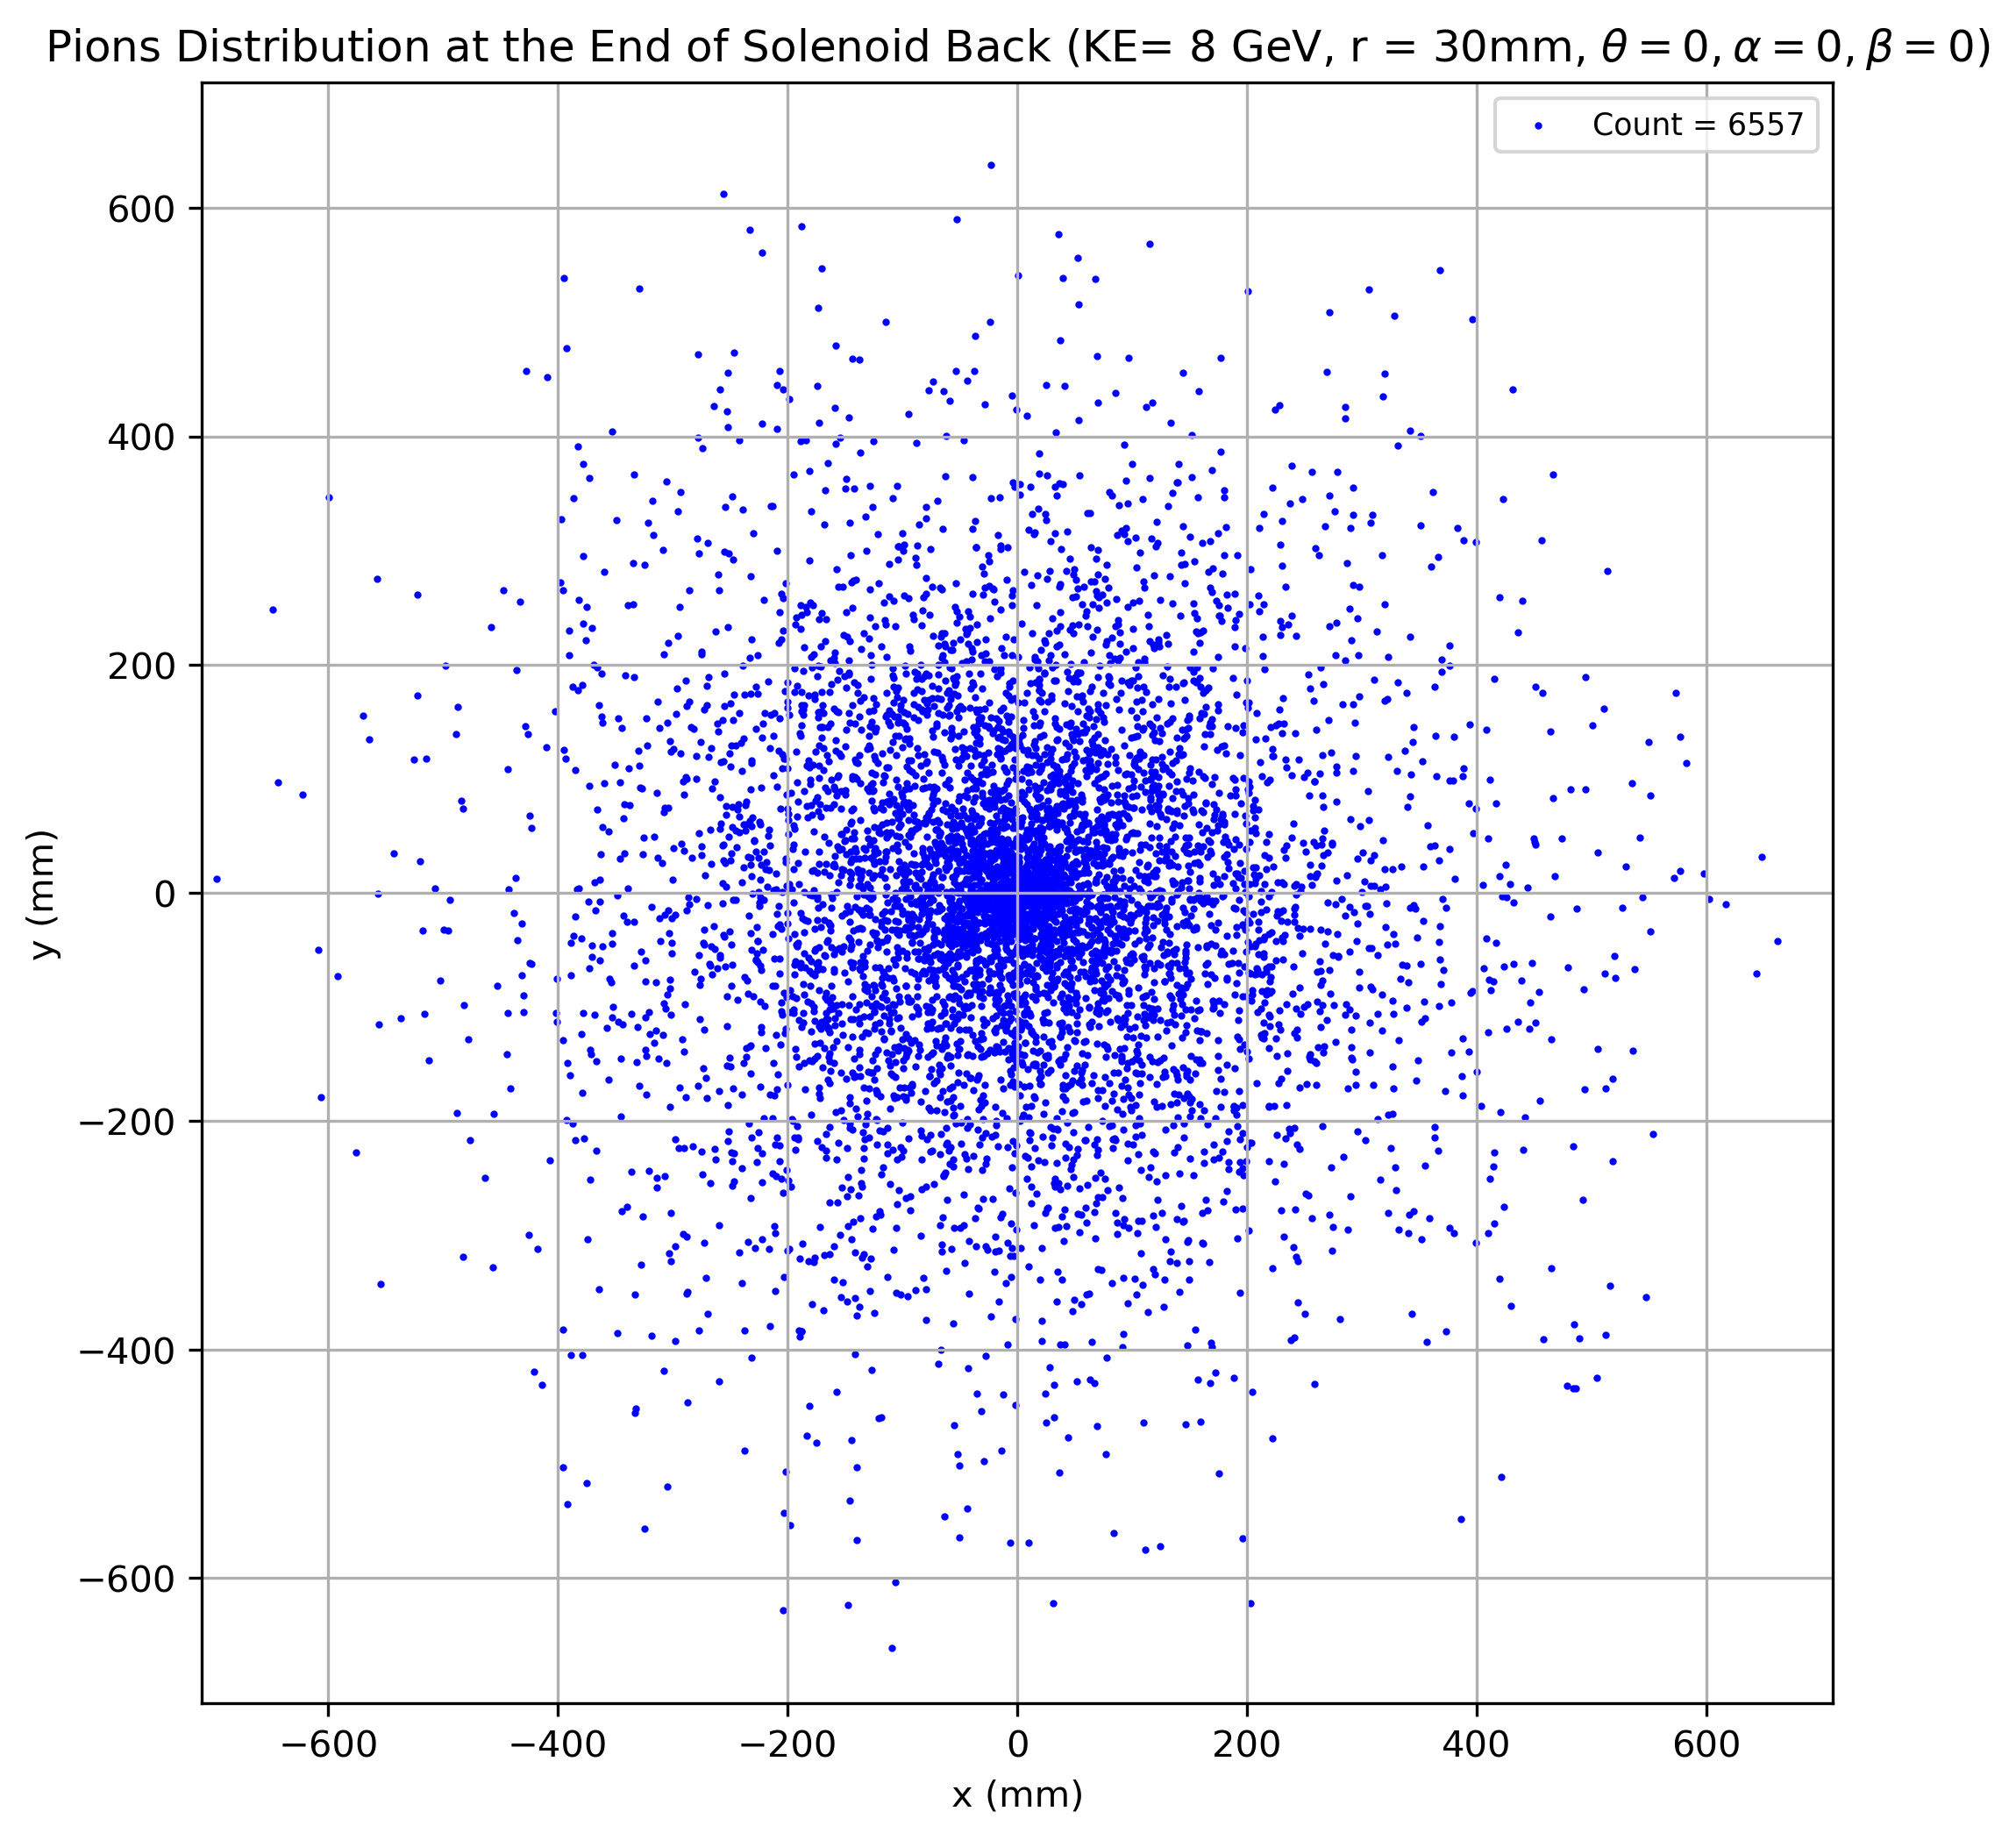 Pions Distribution at the End of Solenoid Back (KE= 8 GeV, r = 30mm, θ = 0, α = 0, β = 0)
Count = 6557
600
400
200
0
−200
−400
−600
y (mm)
−600 −400 −200 0 200 400 600
x (mm)